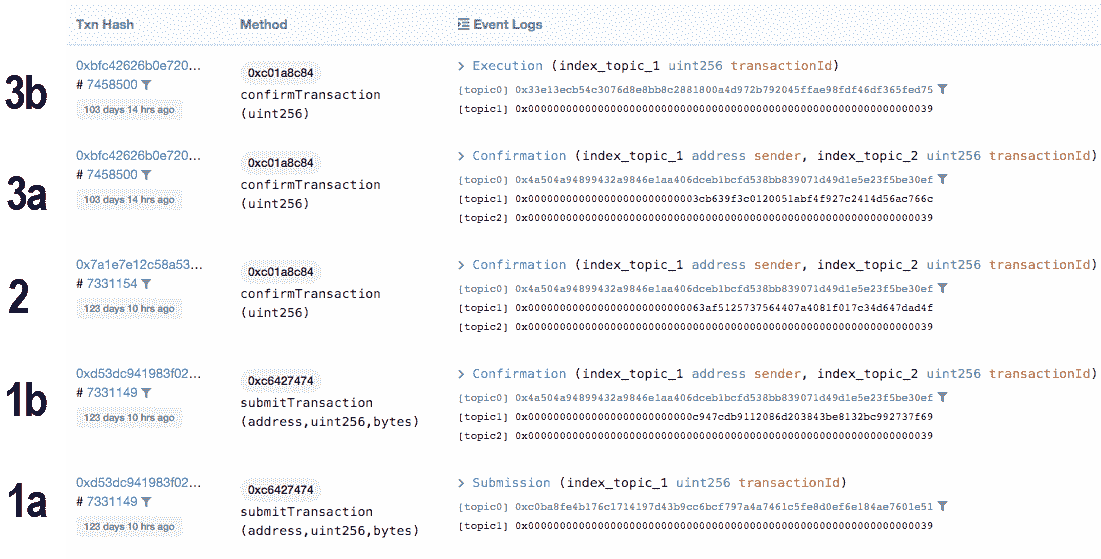 Txn Hash Method Event Logs
3b
0xbfc42626b0e720...
# 7458500
103 days 14 hrs ago
0xc01a8c84
confirmTransaction
(uint256)
> Execution (index_topic_1 uint256 transactionId)
[topic0] 0x33e13ecb54c3076d8e8bb8c2881800a4d972b792045ffae98fdf46df365fed75
[topic1] 0x0000000000000000000000000000000000000000000000000000000000000039
3a
0xbfc42626b0e720...
# 7458500
103 days 14 hrs ago
0xc01a8c84
confirmTransaction
(uint256)
> Confirmation (index_topic_1 address sender, index_topic_2 uint256 transactionId)
[topic0] 0x4a504a94899432a9846e1aa406dceb1bcfd538bb839071d49d1e5e23f5be30ef
[topic1] 0x000000000000000000000000003cb639f3c0120051abf4f927c2414d56ac766c
[topic2] 0x0000000000000000000000000000000000000000000000000000000000000039
2
0x7a1e7e12c58a53...
# 7331154
123 days 10 hrs ago
0xc01a8c84
confirmTransaction
(uint256)
> Confirmation (index_topic_1 address sender, index_topic_2 uint256 transactionId)
[topic0] 0x4a504a94899432a9846e1aa406dceb1bcfd538bb839071d49d1e5e23f5be30ef
[topic1] 0x0000000000000000000000000063af5125737564407a4081f017c34d647dad4f
[topic2] 0x0000000000000000000000000000000000000000000000000000000000000039
1b
0xd53dc941983f02...
# 7331149
123 days 10 hrs ago
0xc6427474
submitTransaction
(address,uint256,bytes)
> Confirmation (index_topic_1 address sender, index_topic_2 uint256 transactionId)
[topic0] 0x4a504a94899432a9846e1aa406dceb1bcfd538bb839071d49d1e5e23f5be30ef
[topic1] 0x00000000000000000000000000c947cdb9112086d203843be8132bc992737f69
[topic2] 0x0000000000000000000000000000000000000000000000000000000000000039
1a
0xd53dc941983f02...
# 7331149
123 days 10 hrs ago
0xc6427474
submitTransaction
(address,uint256,bytes)
> Submission (index_topic_1 uint256 transactionId)
[topic0] 0xc0ba8fe4b176c1714197d43b9cc6bcf797a4a7461c5fe8d0ef6e184ae7601e51
[topic1] 0x0000000000000000000000000000000000000000000000000000000000000039